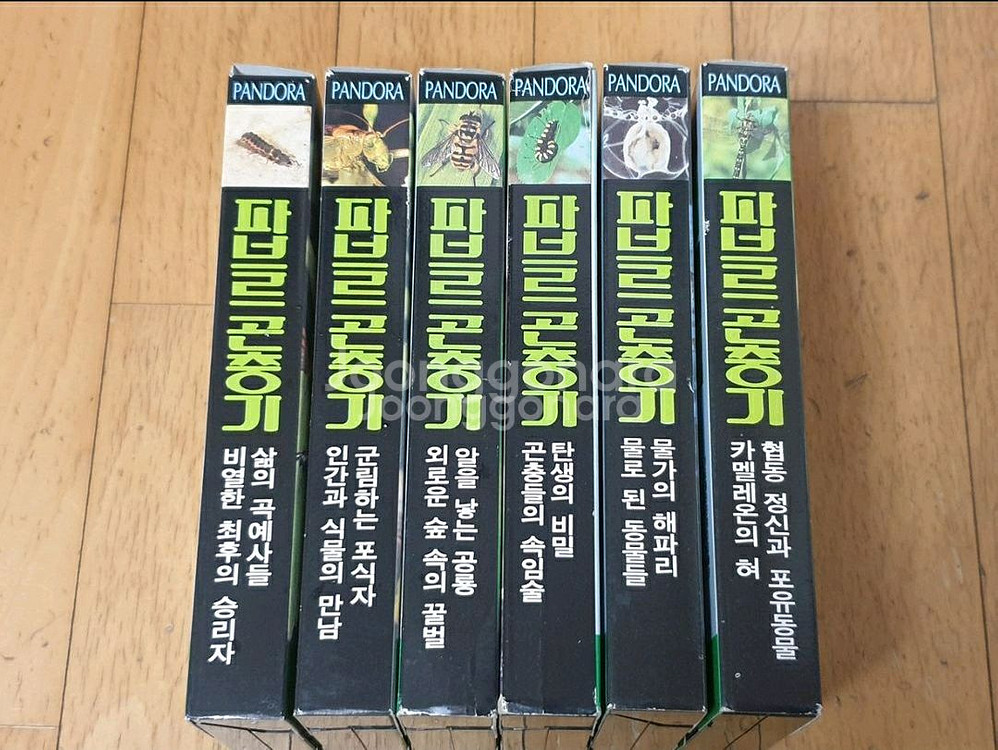 PANDORA
파브르 곤충기
삶의 곡예사들
비열한 최후의 승리자
PANDORA
파브르 곤충기
군림하는 포식자
인간과 식물의 만남
PANDORA
파브르 곤충기
알을 낳는 공룡
외로운 숲 속의 꿀벌
PANDORA
파브르 곤충기
탄생의 비밀
곤충들의 속임술
PANDORA
파브르 곤충기
물가의 해파리
물로 된 동물들
PANDORA
파브르 곤충기
협동 정신과 포유동물
카멜레온의 혀
Joonggonara
Joonggonara